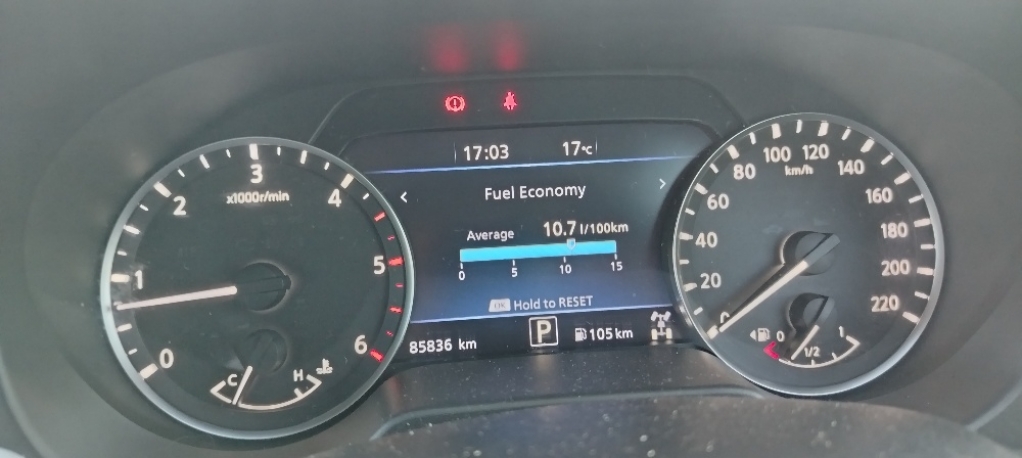 17:03 17°C
Fuel Economy
Average 10.7 l/100km
0 5 10 15
OK Hold to RESET
85836 km P 105 km
0 1 2 3 4 5 6
x1000r/min
C H
0 20 40 60 80 100 120 140 160 180 200 220
km/h
0 1/2 1